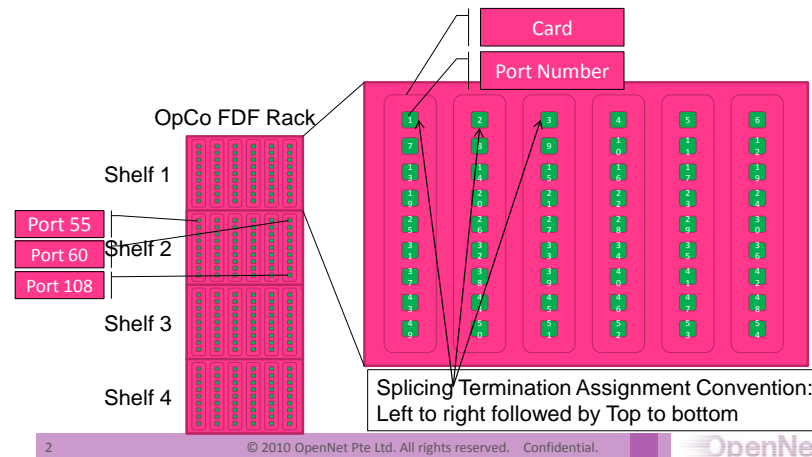 Card
Port Number
OpCo FDF Rack
Shelf 1
Shelf 2
Shelf 3
Shelf 4
Port 55
Port 60
Port 108
1 2 3 4 5 6
7 8 9 10 11 12
13 14 15 16 17 19
19 20 21 22 23 24
25 26 27 28 29 30
31 32 33 34 35 36
37 38 39 40 41 42
43 44 45 46 47 48
49 50 51 52 53 54
Splicing Termination Assignment Convention:
Left to right followed by Top to bottom
2
© 2010 OpenNet Pte Ltd. All rights reserved. Confidential.
OpenNe